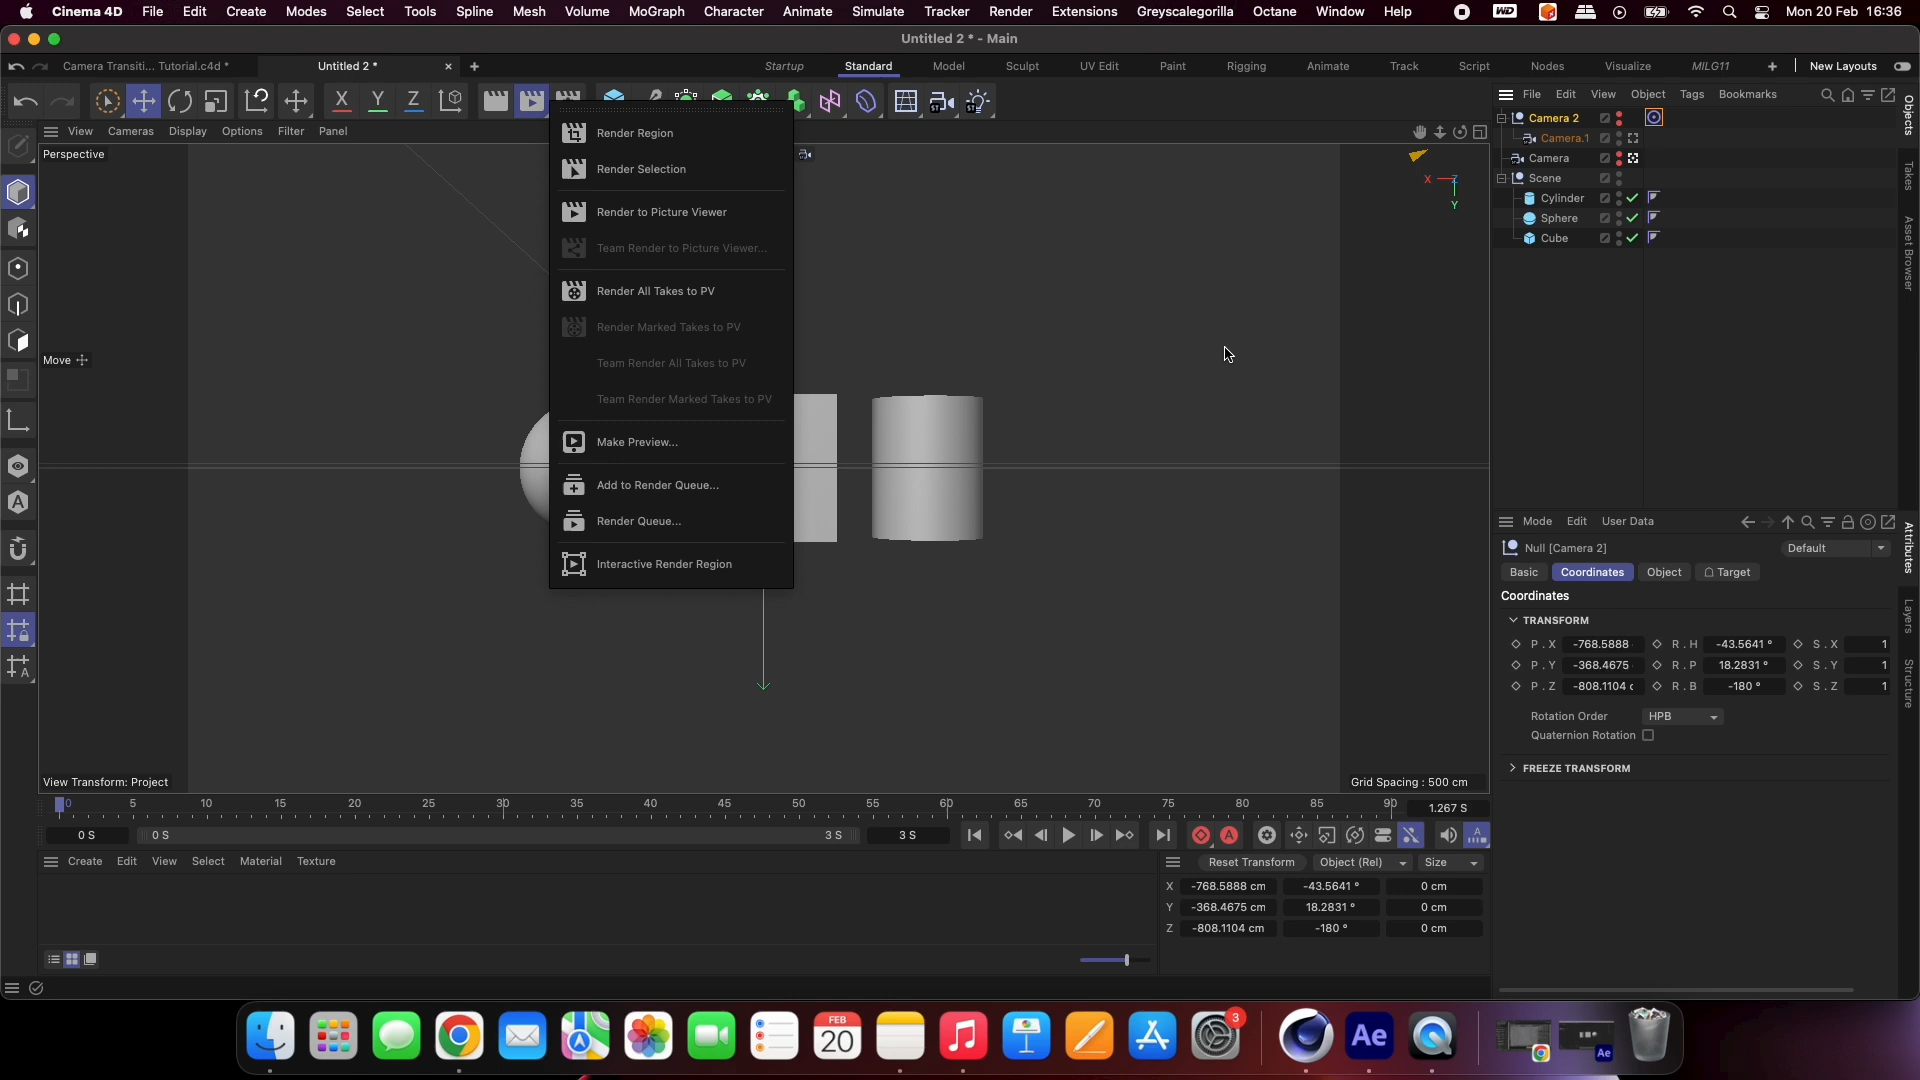 Cinema 4D File Edit Create Modes Select Tools Spline Mesh Volume MoGraph Character Animate Simulate Tracker Render Extensions Greyscalegorilla Octane Window Help WD Mon 20 Feb 16:36
Untitled 2 * - Main
Camera Transiti... Tutorial.c4d * Untitled 2 * × + Startup Standard Model Sculpt UV Edit Paint Rigging Animate Track Script Nodes Visualize MILG11 + New Layouts
X Y Z ST ST
File Edit View Object Tags Bookmarks
View Cameras Display Options Filter Panel
Perspective
Render Region
Render Selection
Render to Picture Viewer
Team Render to Picture Viewer...
Render All Takes to PV
Render Marked Takes to PV
Team Render All Takes to PV
Team Render Marked Takes to PV
Make Preview...
Add to Render Queue...
Render Queue...
Interactive Render Region
Move
X Z
Y
View Transform: Project
Grid Spacing : 500 cm
Camera 2
Camera.1
Camera
Scene
Cylinder
Sphere
Cube
Objects
Takes
Asset Browser
Attributes
Layers
Structure
Mode Edit User Data
Null [Camera 2] Default
Basic Coordinates Object Target
Coordinates
TRANSFORM
P . X -768.5888 R . H -43.5641 ° S . X 1
P . Y -368.4675 R . P 18.2831 ° S . Y 1
P . Z -808.1104 c R . B -180 ° S . Z 1
Rotation Order HPB
Quaternion Rotation
FREEZE TRANSFORM
0 5 10 15 20 25 30 35 40 45 50 55 60 65 70 75 80 85 90 1.267 S
0 S 0 S 3 S 3 S
Create Edit View Select Material Texture
Reset Transform Object (Rel) Size
X -768.5888 cm -43.5641 ° 0 cm
Y -368.4675 cm 18.2831 ° 0 cm
Z -808.1104 cm -180 ° 0 cm
FEB
20
3
Ae
Ae